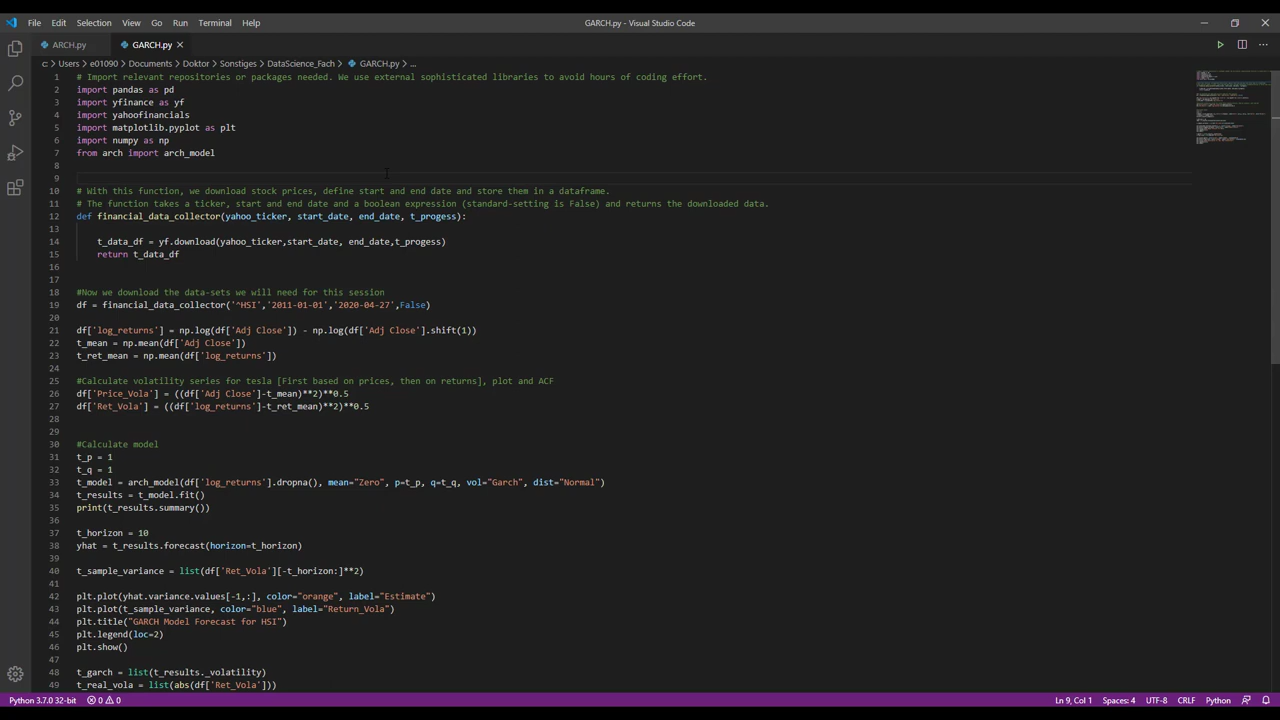 File Edit Selection View Go Run Terminal Help GARCH.py - Visual Studio Code
ARCH.py GARCH.py
C: > Users > e01090 > Documents > Doktor > Sonstiges > DataScience_Fach > GARCH.py > ...
1 # Import relevant repositories or packages needed. We use external sophisticated libraries to avoid hours of coding effort.
2 import pandas as pd
3 import yfinance as yf
4 import yahoofinancials
5 import matplotlib.pyplot as plt
6 import numpy as np
7 from arch import arch_model
8
9
10 # With this function, we download stock prices, define start and end date and store them in a dataframe.
11 # The function takes a ticker, start and end date and a boolean expression (standard-setting is False) and returns the downloaded data.
12 def financial_data_collector(yahoo_ticker, start_date, end_date, t_progess):
13
14 t_data_df = yf.download(yahoo_ticker,start_date, end_date,t_progess)
15 return t_data_df
16
17
18 #Now we download the data-sets we will need for this session
19 df = financial_data_collector('^HSI','2011-01-01','2020-04-27',False)
20
21 df['log_returns'] = np.log(df['Adj Close']) - np.log(df['Adj Close'].shift(1))
22 t_mean = np.mean(df['Adj Close'])
23 t_ret_mean = np.mean(df['log_returns'])
24
25 #Calculate volatility series for tesla [First based on prices, then on returns], plot and ACF
26 df['Price_Vola'] = ((df['Adj Close']-t_mean)**2)**0.5
27 df['Ret_Vola'] = ((df['log_returns']-t_ret_mean)**2)**0.5
28
29
30 #Calculate model
31 t_p = 1
32 t_q = 1
33 t_model = arch_model(df['log_returns'].dropna(), mean="Zero", p=t_p, q=t_q, vol="Garch", dist="Normal")
34 t_results = t_model.fit()
35 print(t_results.summary())
36
37 t_horizon = 10
38 yhat = t_results.forecast(horizon=t_horizon)
39
40 t_sample_variance = list(df['Ret_Vola'][-t_horizon:]**2)
41
42 plt.plot(yhat.variance.values[-1,:], color="orange", label="Estimate")
43 plt.plot(t_sample_variance, color="blue", label="Return_Vola")
44 plt.title("GARCH Model Forecast for HSI")
45 plt.legend(loc=2)
46 plt.show()
47
48 t_garch = list(t_results._volatility)
49 t_real_vola = list(abs(df['Ret_Vola']))
Python 3.7.0 32-bit 0 0 Ln 9, Col 1 Spaces: 4 UTF-8 CRLF Python